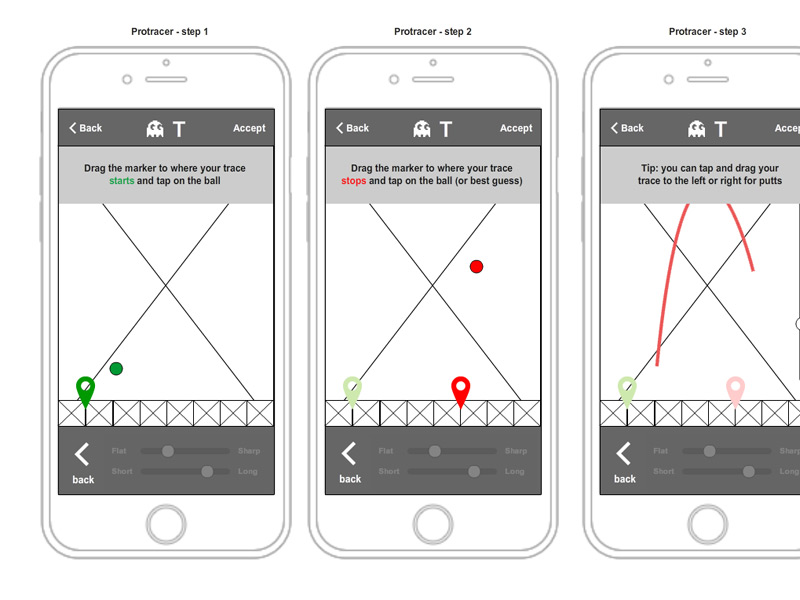 Protracer - step 1
Protracer - step 2
Protracer - step 3
Back
T
Accept
Drag the marker to where your trace
starts and tap on the ball
Flat
Sharp
Short
Long
back
Back
T
Accept
Drag the marker to where your trace
stops and tap on the ball (or best guess)
Flat
Sharp
Short
Long
back
Back
T
Accep
Tip: you can tap and drag your
trace to the left or right for putts
Flat
Sharp
Short
Long
back